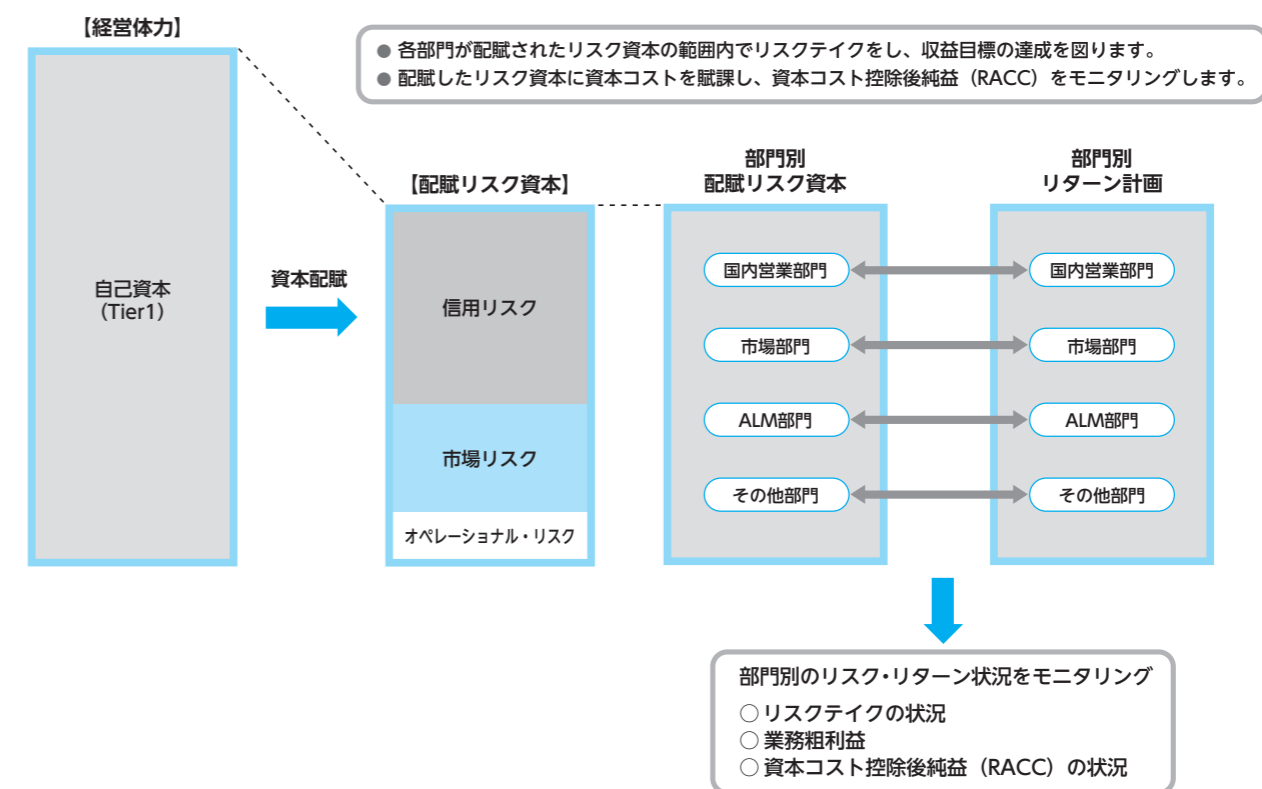 【経営体力】
● 各部門が配賦されたリスク資本の範囲内でリスクテイクをし、収益目標の達成を図ります。
● 配賦したリスク資本に資本コストを賦課し、資本コスト控除後純益（RACC）をモニタリングします。
自己資本
（Tier1）
資本配賦
【配賦リスク資本】
信用リスク
市場リスク
オペレーショナル・リスク
部門別
配賦リスク資本
国内営業部門
市場部門
ALM部門
その他部門
部門別
リターン計画
国内営業部門
市場部門
ALM部門
その他部門
部門別のリスク・リターン状況をモニタリング
○ リスクテイクの状況
○ 業務粗利益
○ 資本コスト控除後純益（RACC）の状況